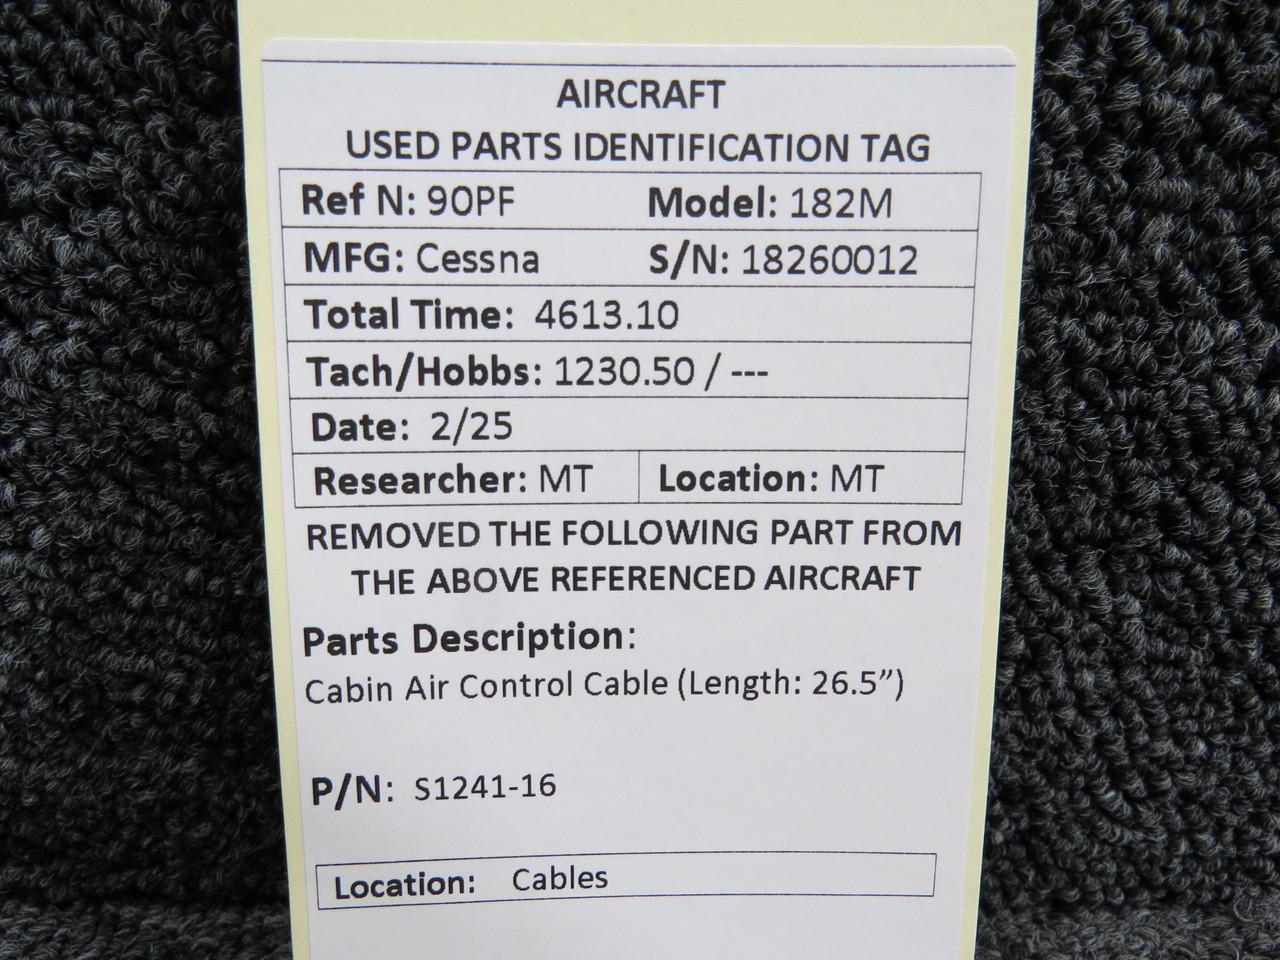 AIRCRAFT
USED PARTS IDENTIFICATION TAG
Ref N: 90PF Model: 182M
MFG: Cessna S/N: 18260012
Total Time: 4613.10
Tach/Hobbs: 1230.50 / ---
Date: 2/25
Researcher: MT Location: MT
REMOVED THE FOLLOWING PART FROM
THE ABOVE REFERENCED AIRCRAFT
Parts Description:
Cabin Air Control Cable (Length: 26.5”)
P/N: S1241-16
Location: Cables